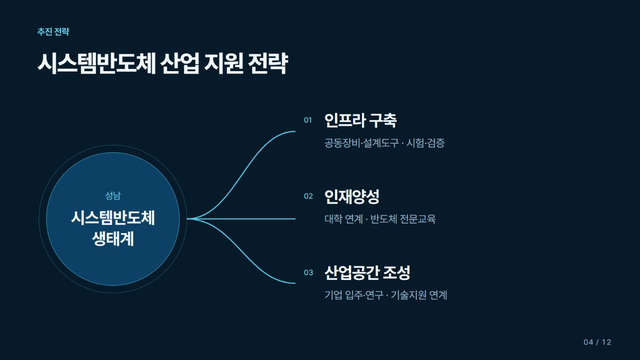 추진 전략
시스템반도체 산업 지원 전략
성남
시스템반도체
생태계
01
인프라 구축
공동장비·설계도구 · 시험·검증
02
인재양성
대학 연계 · 반도체 전문교육
03
산업공간 조성
기업 입주·연구 · 기술지원 연계
04 / 12